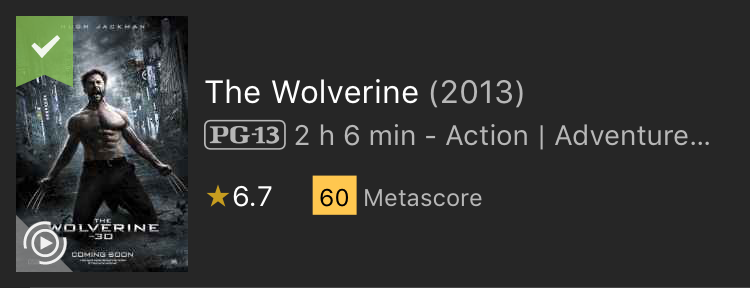 HUGH JACKMAN
THE
WOLVERINE
-3D
COMING SOON
The Wolverine (2013)
PG-13 2 h 6 min - Action | Adventure...
★6.7 60 Metascore